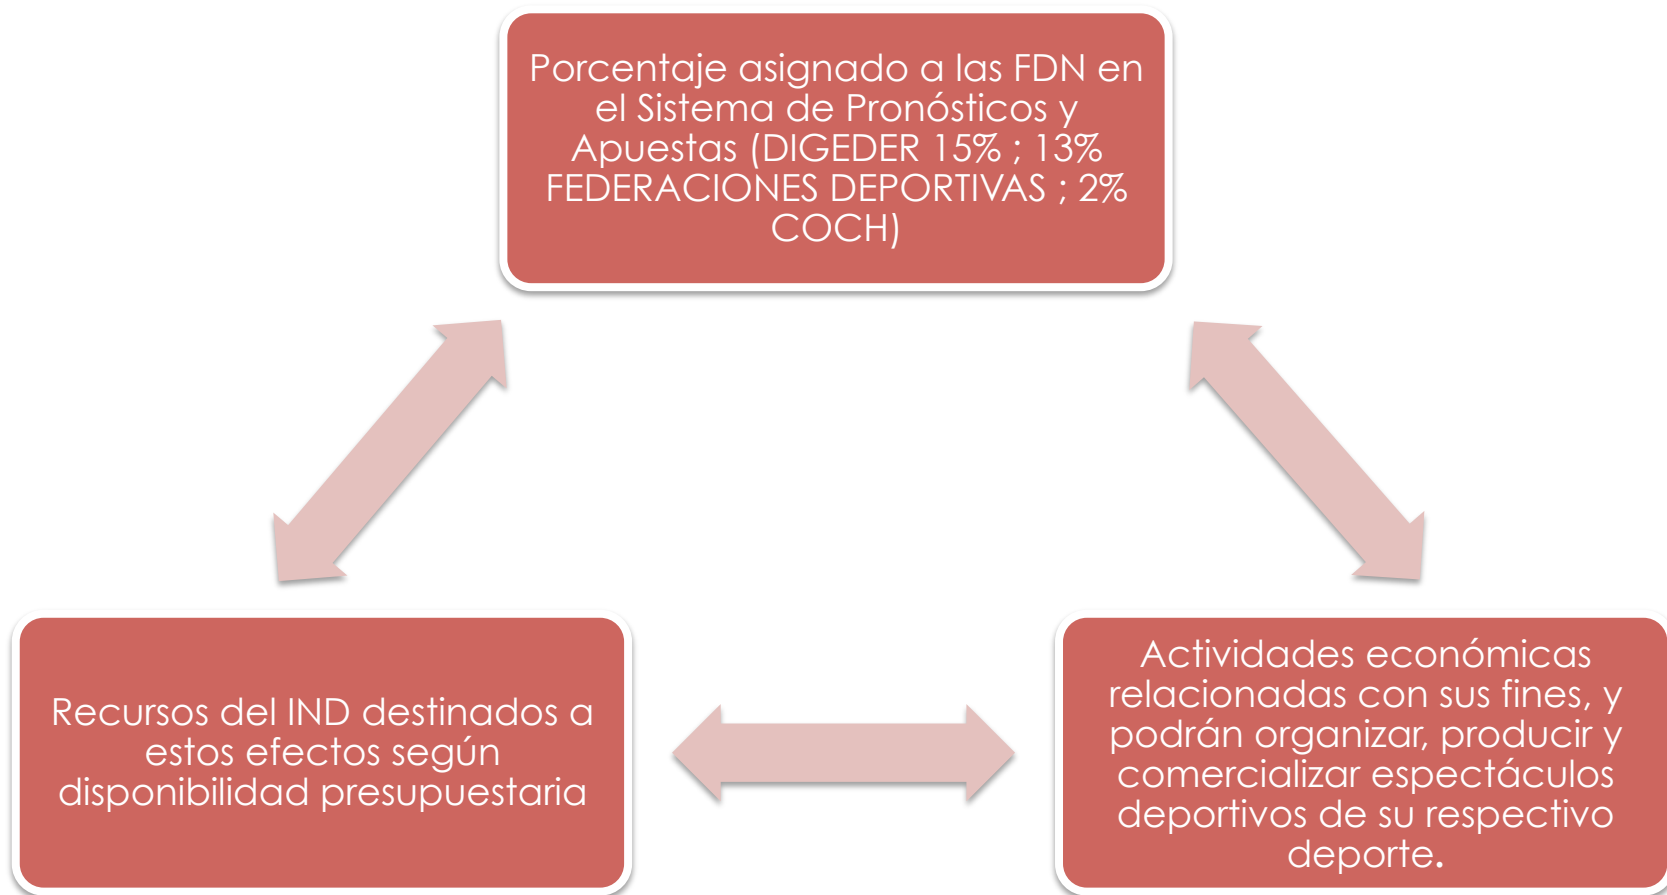 Porcentaje asignado a las FDN en
el Sistema de Pronósticos y
Apuestas (DIGEDER 15% ; 13%
FEDERACIONES DEPORTIVAS ; 2%
COCH)
Recursos del IND destinados a
estos efectos según
disponibilidad presupuestaria
Actividades económicas
relacionadas con sus fines, y
podrán organizar, producir y
comercializar espectáculos
deportivos de su respectivo
deporte.